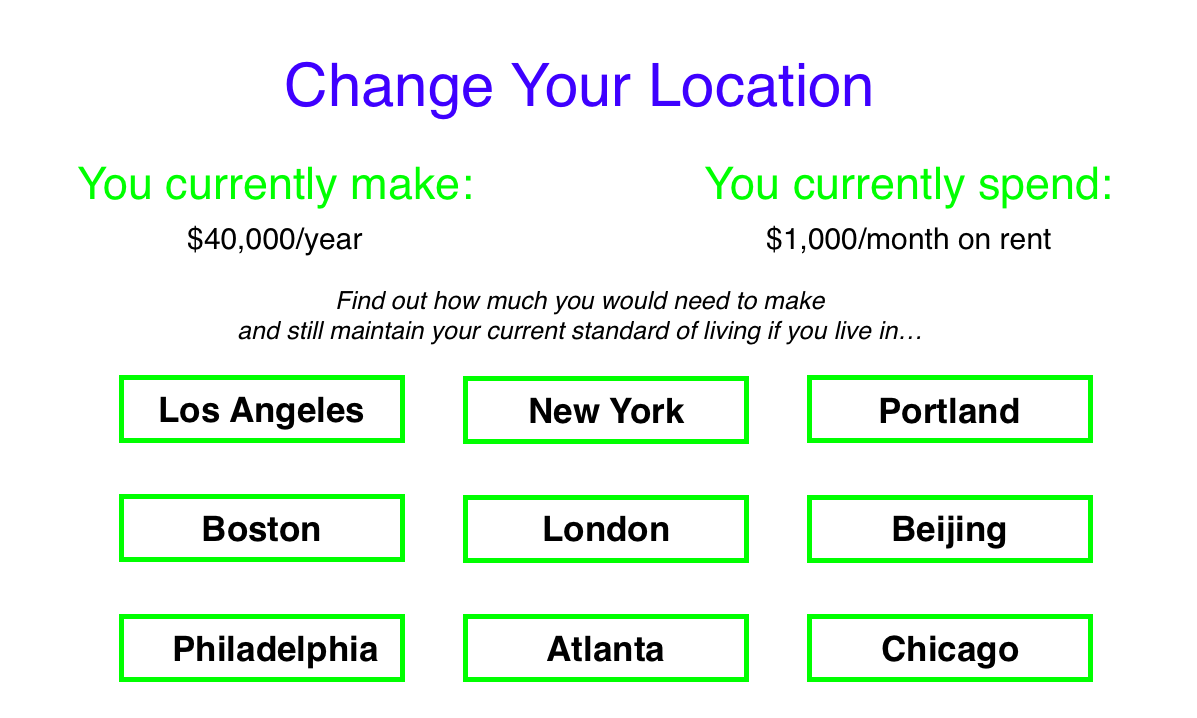 Change Your Location
You currently make:
$40,000/year
You currently spend:
$1,000/month on rent
Find out how much you would need to make
and still maintain your current standard of living if you live in…
Los Angeles
New York
Portland
Boston
London
Beijing
Philadelphia
Atlanta
Chicago